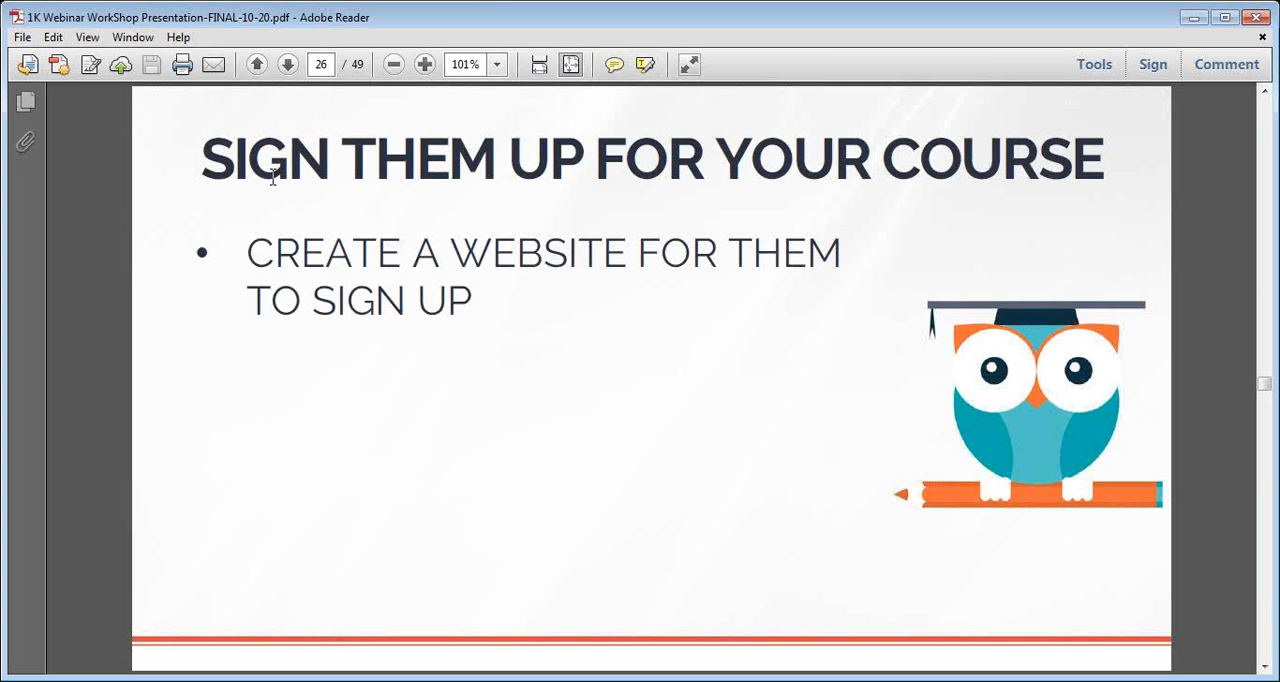 1K Webinar WorkShop Presentation-FINAL-10-20.pdf - Adobe Reader
File Edit View Window Help
26 / 49 101% Tools Sign Comment
SIGN THEM UP FOR YOUR COURSE
• CREATE A WEBSITE FOR THEM
TO SIGN UP